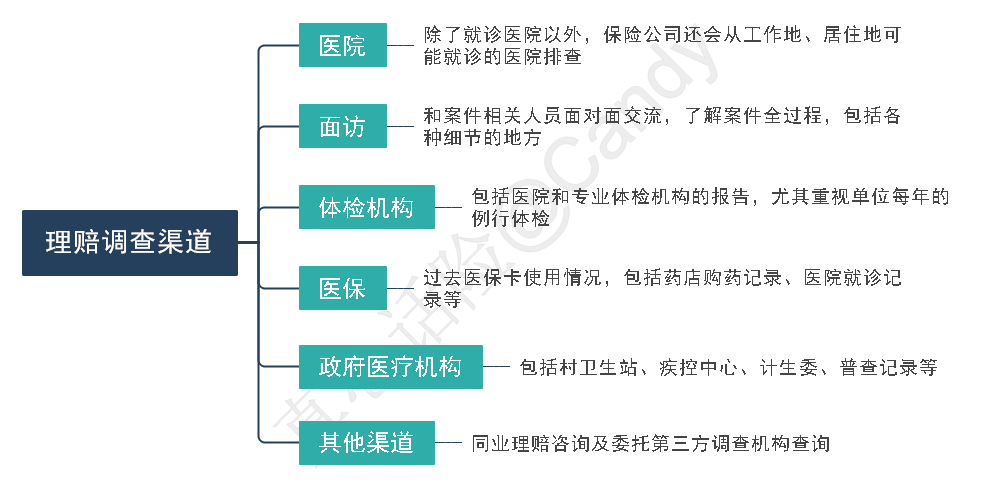 医院
除了就诊医院以外，保险公司还会从工作地、居住地可
能就诊的医院排查
面访
和案件相关人员面对面交流，了解案件全过程，包括各
种细节的地方
体检机构
包括医院和专业体检机构的报告，尤其重视单位每年的
例行体检
理赔调查渠道
医保
过去医保卡使用情况，包括药店购药记录、医院就诊记
录等
政府医疗机构
包括村卫生站、疾控中心、计生委、普查记录等
其他渠道
同业理赔咨询及委托第三方调查机构查询
话险@Candy